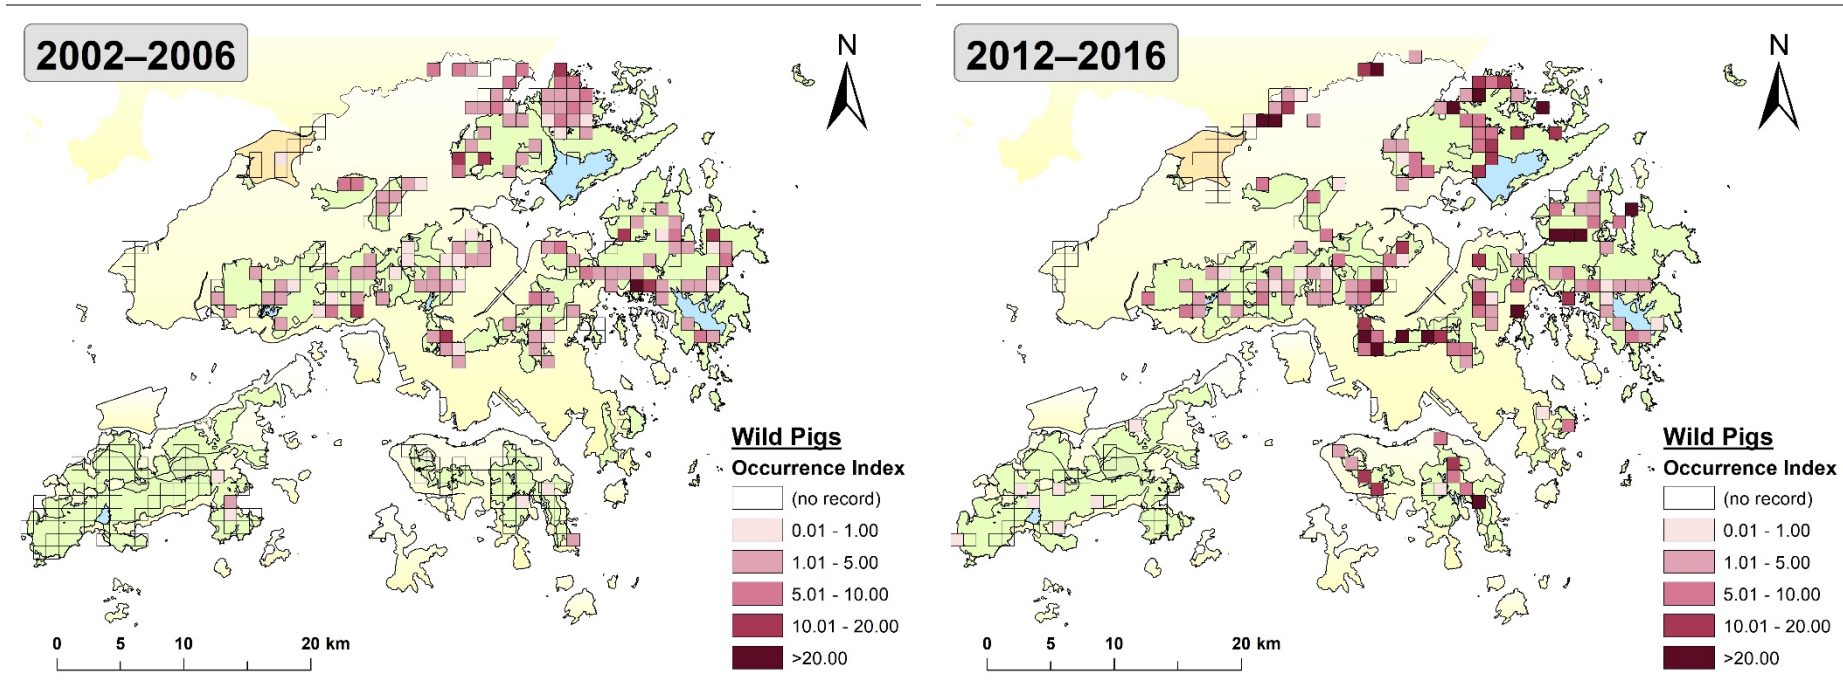 2002–2006
N
Wild Pigs
Occurrence Index
(no record)
0.01 - 1.00
1.01 - 5.00
5.01 - 10.00
10.01 - 20.00
>20.00
0 5 10 20 km
2012–2016
N
Wild Pigs
Occurrence Index
(no record)
0.01 - 1.00
1.01 - 5.00
5.01 - 10.00
10.01 - 20.00
>20.00
0 5 10 20 km